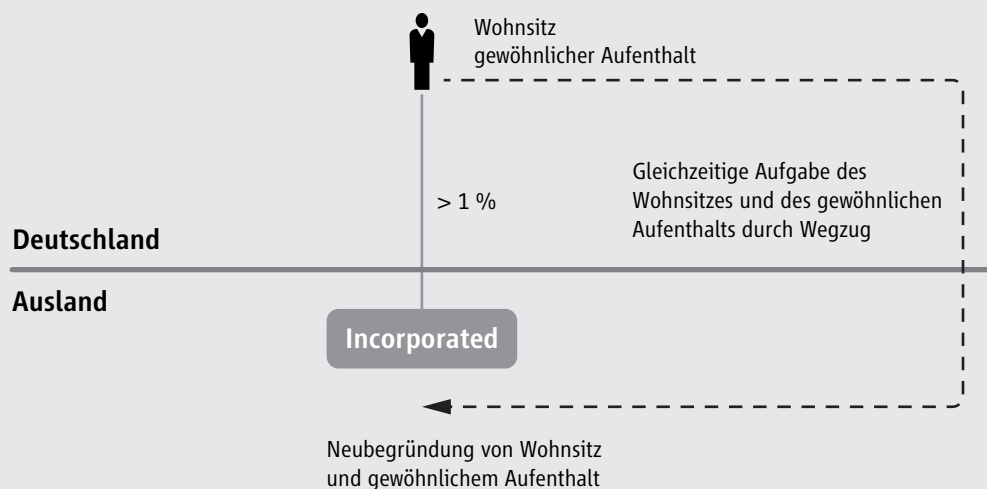 Wohnsitz
gewöhnlicher Aufenthalt
Gleichzeitige Aufgabe des
Wohnsitzes und des gewöhnlichen
Aufenthalts durch Wegzug
> 1 %
Deutschland
Ausland
Incorporated
Neubegründung von Wohnsitz
und gewöhnlichem Aufenthalt